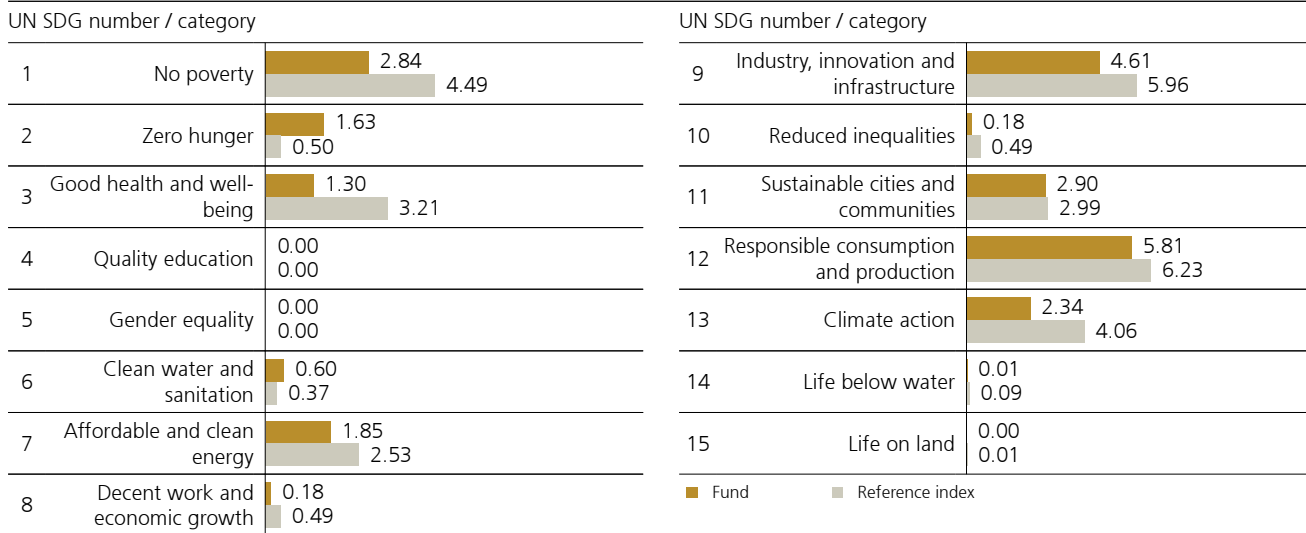 UN SDG number / category
1 No poverty 2.84
4.49
2 Zero hunger 1.63
0.50
3 Good health and well-
being 1.30
3.21
4 Quality education 0.00
0.00
5 Gender equality 0.00
0.00
6 Clean water and
sanitation 0.60
0.37
7 Affordable and clean
energy 1.85
2.53
8 Decent work and
economic growth 0.18
0.49
UN SDG number / category
9 Industry, innovation and
infrastructure 4.61
5.96
10 Reduced inequalities 0.18
0.49
11 Sustainable cities and
communities 2.90
2.99
12 Responsible consumption
and production 5.81
6.23
13 Climate action 2.34
4.06
14 Life below water 0.01
0.09
15 Life on land 0.00
0.01
Fund Reference index